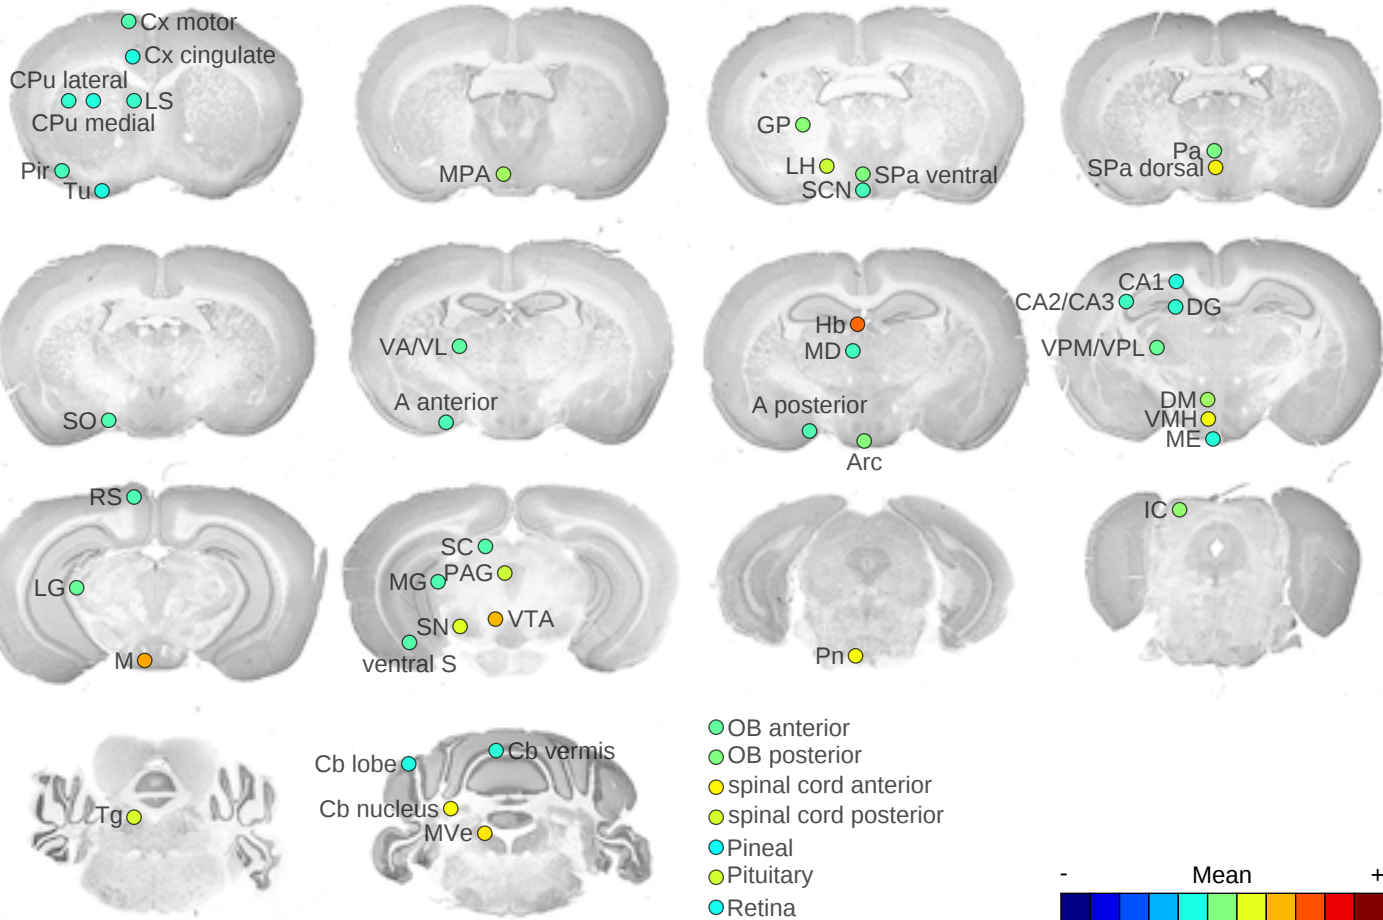 Cx motor
Cx cingulate
CPu lateral
LS
CPu medial
Pir
Tu
MPA
GP
LH
SPa ventral
SCN
Pa
SPa dorsal
SO
VA/VL
A anterior
Hb
MD
A posterior
Arc
CA1
CA2/CA3
DG
VPM/VPL
DM
VMH
ME
RS
LG
M
SC
MG
PAG
SN
VTA
ventral S
Pn
IC
Tg
Cb lobe
Cb vermis
Cb nucleus
MVe
OB anterior
OB posterior
spinal cord anterior
spinal cord posterior
Pineal
Pituitary
Retina
- Mean +